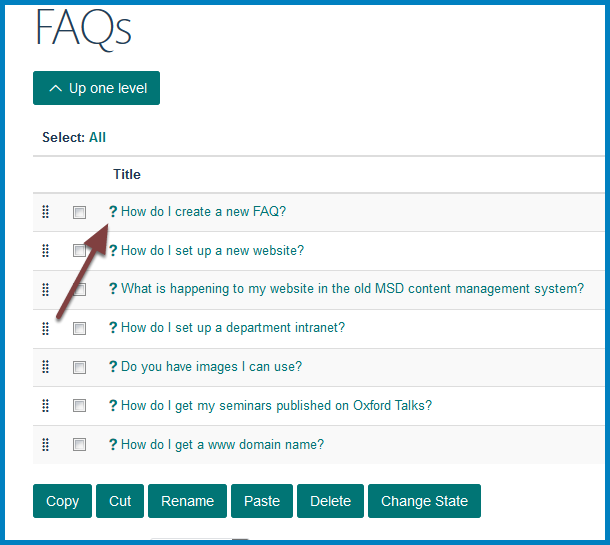 FAQs
Up one level
Select: All
Title
? How do I create a new FAQ?
? How do I set up a new website?
? What is happening to my website in the old MSD content management system?
? How do I set up a department intranet?
? Do you have images I can use?
? How do I get my seminars published on Oxford Talks?
? How do I get a www domain name?
Copy Cut Rename Paste Delete Change State